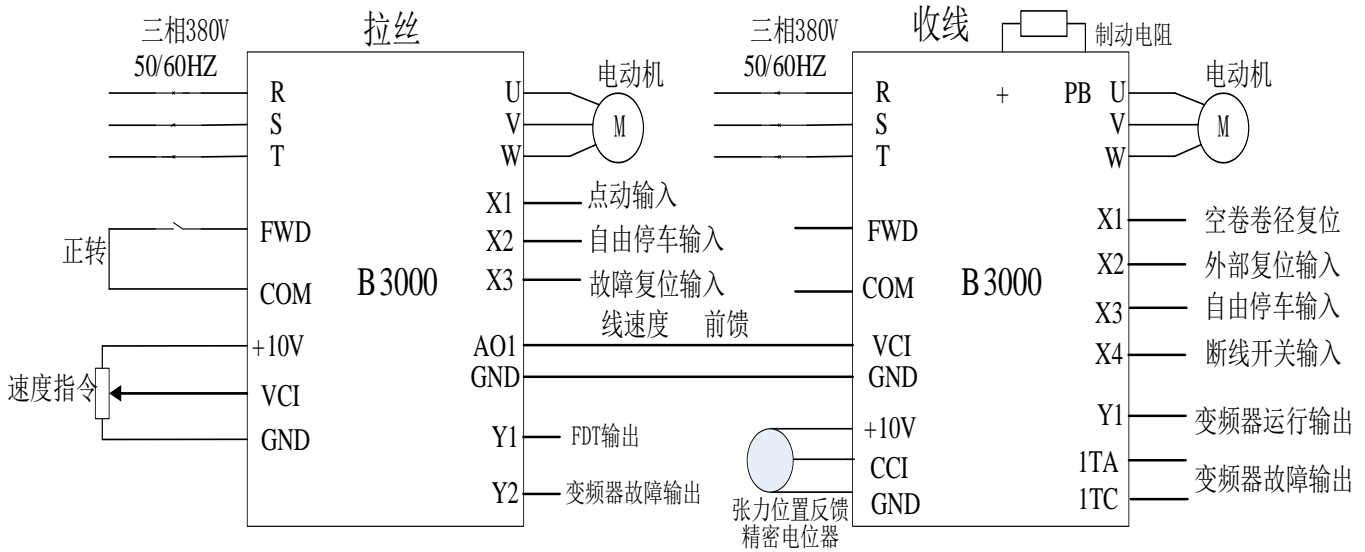 拉丝
三相380V
50/60HZ
R
S
T
U
V
W
电动机
M
X1
点动输入
X2
自由停车输入
X3
故障复位输入
正转
FWD
COM
B3000
线速度 前馈
速度指令
+10V
VCI
GND
AO1
GND
Y1
FDT输出
Y2
变频器故障输出
收线
三相380V
50/60HZ
制动电阻
R
S
T
+
PB
U
V
W
电动机
M
FWD
COM
B3000
X1
空卷卷径复位
X2
外部复位输入
X3
自由停车输入
X4
断线开关输入
VCI
GND
+10V
CCI
GND
张力位置反馈
精密电位器
Y1
变频器运行输出
1TA
1TC
变频器故障输出